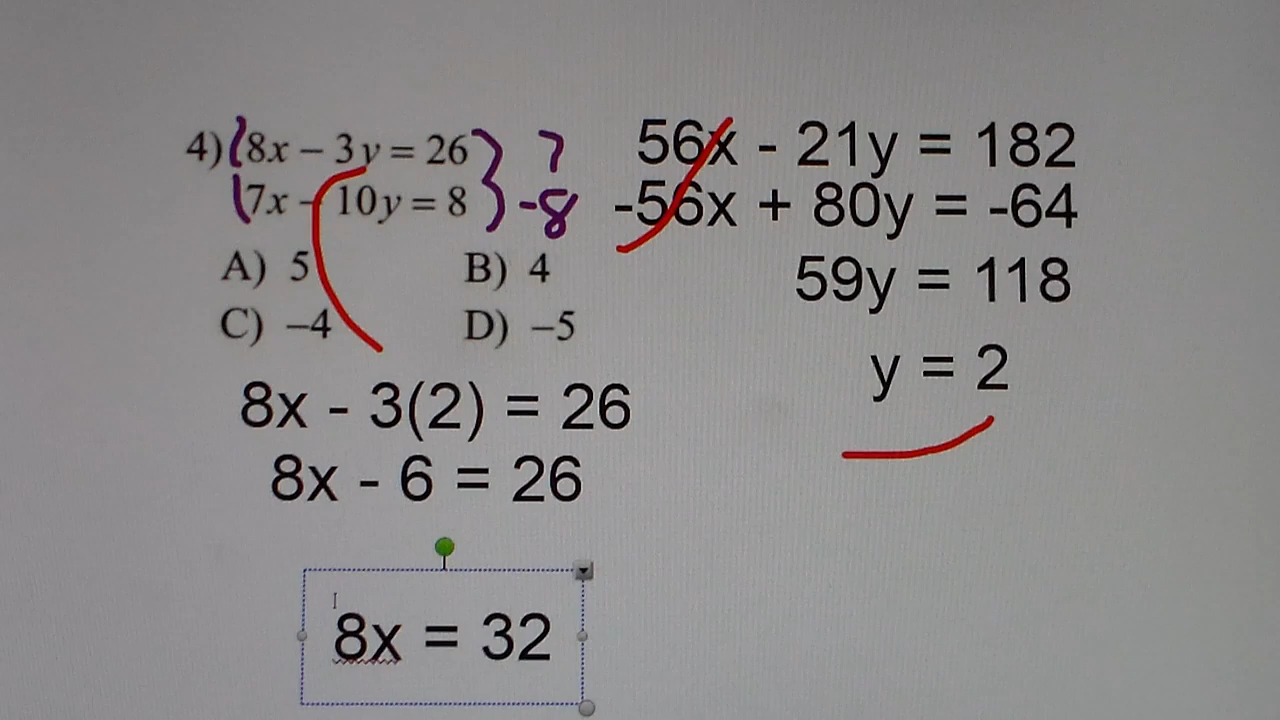 4) 8x − 3y = 26 } 7
7x − 10y = 8 } -8
A) 5 B) 4
C) −4 D) −5
56x - 21y = 182
-56x + 80y = -64
59y = 118
y = 2
8x - 3(2) = 26
8x - 6 = 26
8x = 32